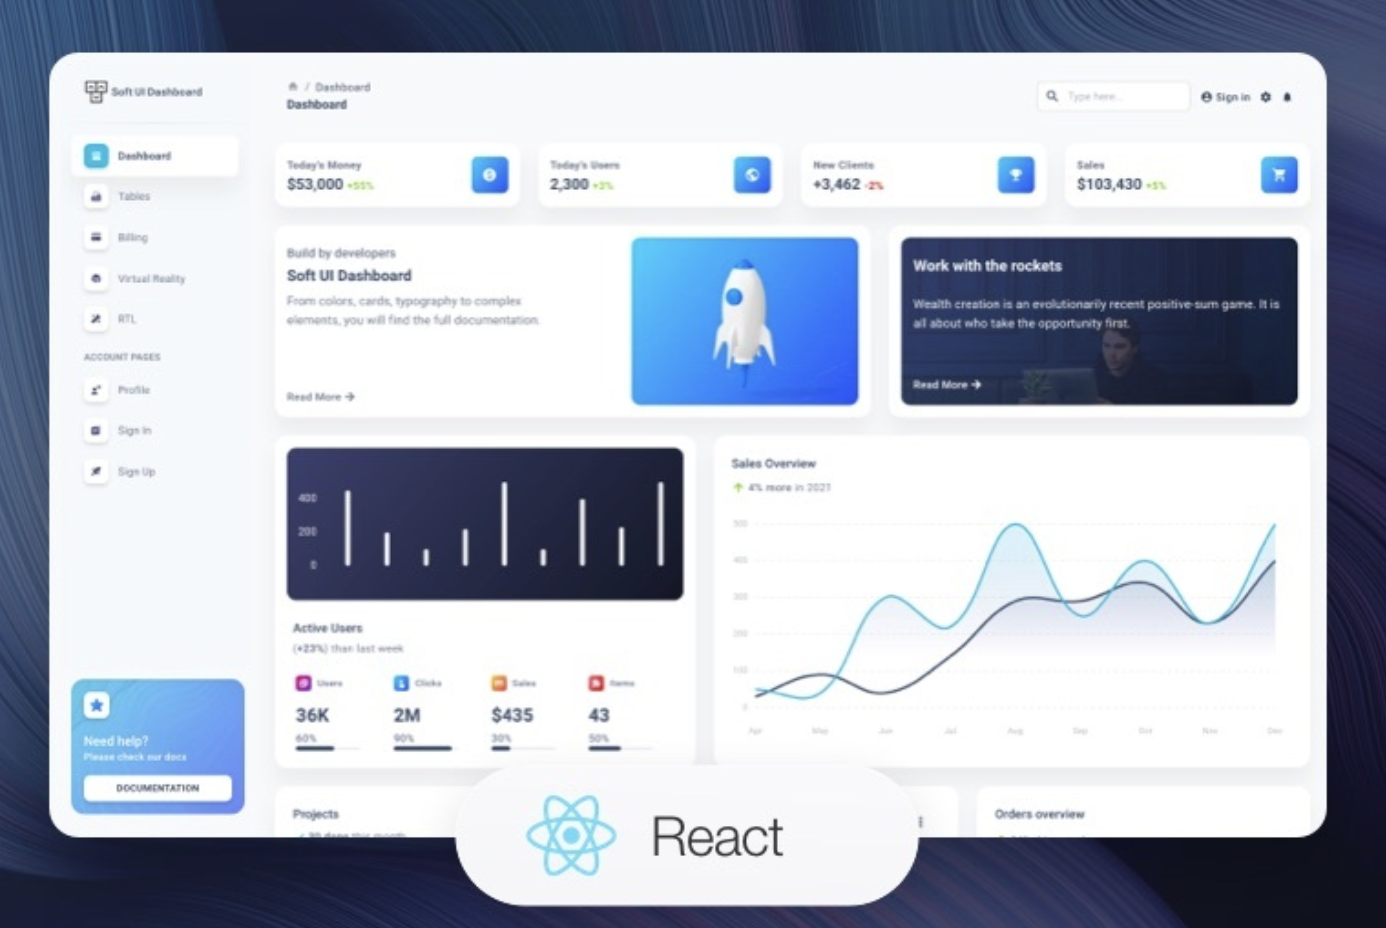 Soft UI Dashboard
/ Dashboard
Dashboard
Type here...
Sign in
Dashboard
Tables
Billing
Virtual Reality
RTL
ACCOUNT PAGES
Profile
Sign In
Sign Up
Need help?
Please check our docs
DOCUMENTATION
Today's Money
$53,000 +55%
Today's Users
2,300 +3%
New Clients
+3,462 -2%
Sales
$103,430 +5%
Build by developers
Soft UI Dashboard
From colors, cards, typography to complex
elements, you will find the full documentation.
Read More
Work with the rockets
Wealth creation is an evolutionarily recent positive-sum game. It is
all about who take the opportunity first.
Read More
400
200
0
Active Users
(+23%) than last week
Users
Clicks
Sales
Items
36K
2M
$435
43
60%
90%
30%
50%
Sales Overview
4% more in 2021
500
400
300
200
100
0
Apr May Jun Jul Aug Sep Oct Nov Dec
Projects
30 done this month
Orders overview
React